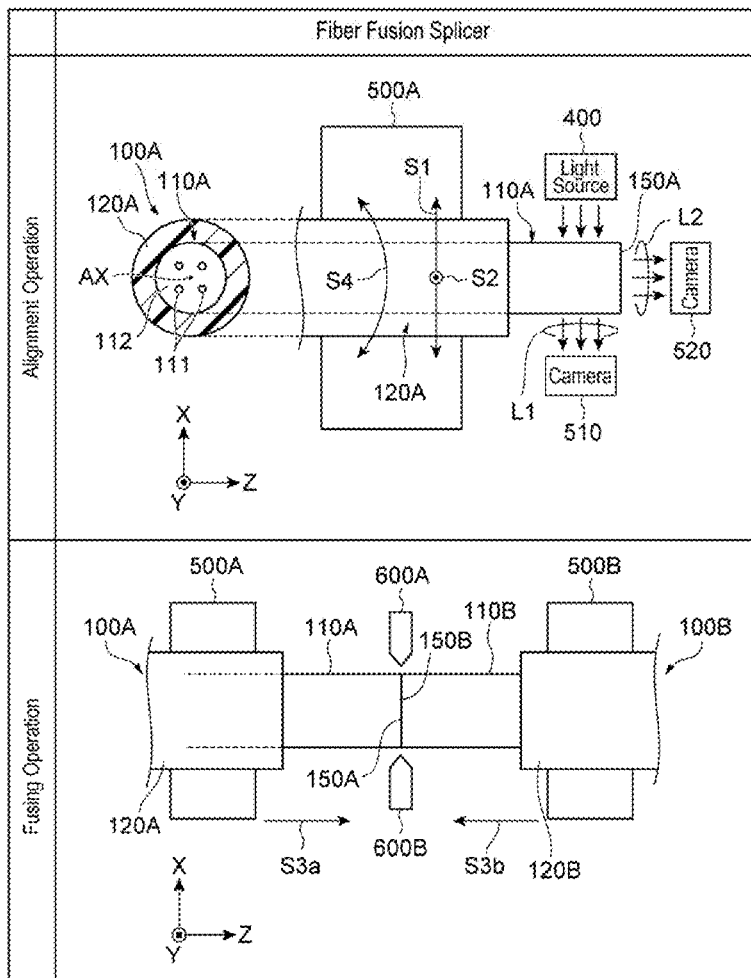 Fiber Fusion Splicer
Alignment Operation
500A
400
100A
110A
S1
Light Source
150A
120A
110A
L2
AX
S4
S2
Camera
520
112
111
120A
L1
Camera
510
X
Y
Z
Fusing Operation
500A
600A
500B
100A
110A
150B
110B
100B
150A
120A
S3a
600B
S3b
120B
X
Y
Z